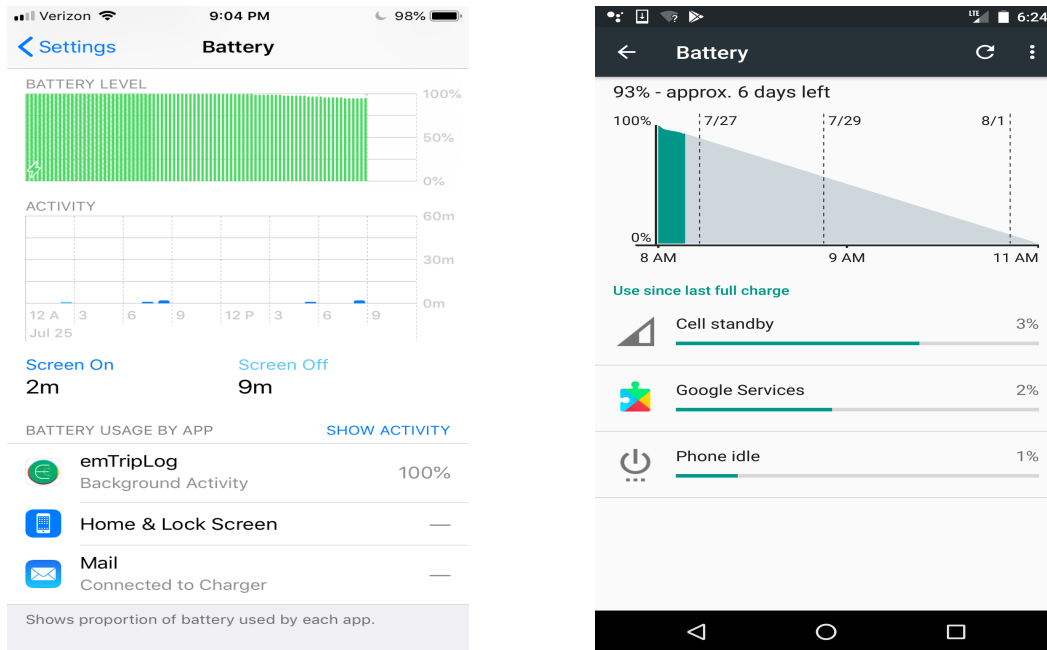 Verizon 9:04 PM 98%
Settings Battery
BATTERY LEVEL
100%
50%
0%
ACTIVITY
60m
30m
0m
12 A 3 6 9 12 P 3 6 9
Jul 25
Screen On Screen Off
2m 9m
BATTERY USAGE BY APP SHOW ACTIVITY
emTripLog
Background Activity 100%
Home & Lock Screen —
Mail
Connected to Charger —
Shows proportion of battery used by each app.
? LTE 6:24
Battery
93% - approx. 6 days left
100% 7/27 7/29 8/1
0%
8 AM 9 AM 11 AM
Use since last full charge
Cell standby 3%
Google Services 2%
Phone idle 1%